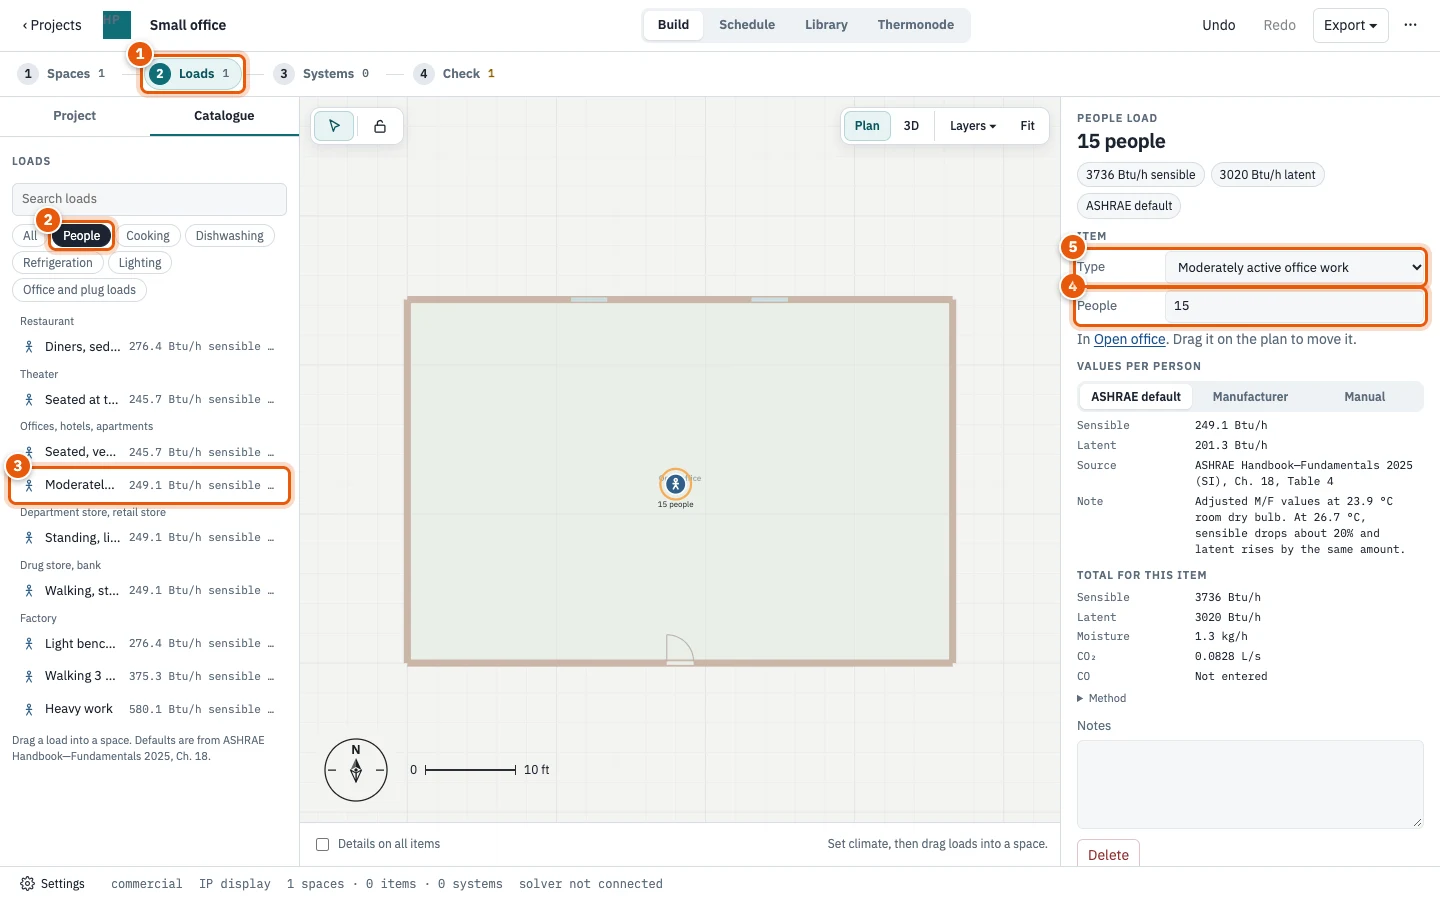 ‹ Projects
HP
Small office
Build
Schedule
Library
Thermonode
Undo
Redo
Export
1
1 Spaces 1
2 Loads 1
3 Systems 0
4 Check 1
Project
Catalogue
LOADS
Search loads
2
All
People
Cooking
Dishwashing
Refrigeration
Lighting
Office and plug loads
Restaurant
Diners, sed... 276.4 Btu/h sensible …
Theater
Seated at t... 245.7 Btu/h sensible …
Offices, hotels, apartments
Seated, ve... 245.7 Btu/h sensible …
3
Moderatel... 249.1 Btu/h sensible …
Department store, retail store
Standing, li... 249.1 Btu/h sensible …
Drug store, bank
Walking, st... 249.1 Btu/h sensible …
Factory
Light benc... 276.4 Btu/h sensible …
Walking 3 ... 375.3 Btu/h sensible …
Heavy work 580.1 Btu/h sensible …
Drag a load into a space. Defaults are from ASHRAE
Handbook—Fundamentals 2025, Ch. 18.
Plan
3D
Layers
Fit
15 people
N
0
10 ft
Details on all items
Set climate, then drag loads into a space.
PEOPLE LOAD
15 people
3736 Btu/h sensible
3020 Btu/h latent
ASHRAE default
ITEM
5
Type Moderately active office work
4
People 15
In Open office. Drag it on the plan to move it.
VALUES PER PERSON
ASHRAE default
Manufacturer
Manual
Sensible 249.1 Btu/h
Latent 201.3 Btu/h
Source ASHRAE Handbook—Fundamentals 2025
(SI), Ch. 18, Table 4
Note Adjusted M/F values at 23.9 °C
room dry bulb. At 26.7 °C,
sensible drops about 20% and
latent rises by the same amount.
TOTAL FOR THIS ITEM
Sensible 3736 Btu/h
Latent 3020 Btu/h
Moisture 1.3 kg/h
CO₂ 0.0828 L/s
CO Not entered
Method
Notes
Delete
Settings
commercial
IP display
1 spaces · 0 items · 0 systems
solver not connected